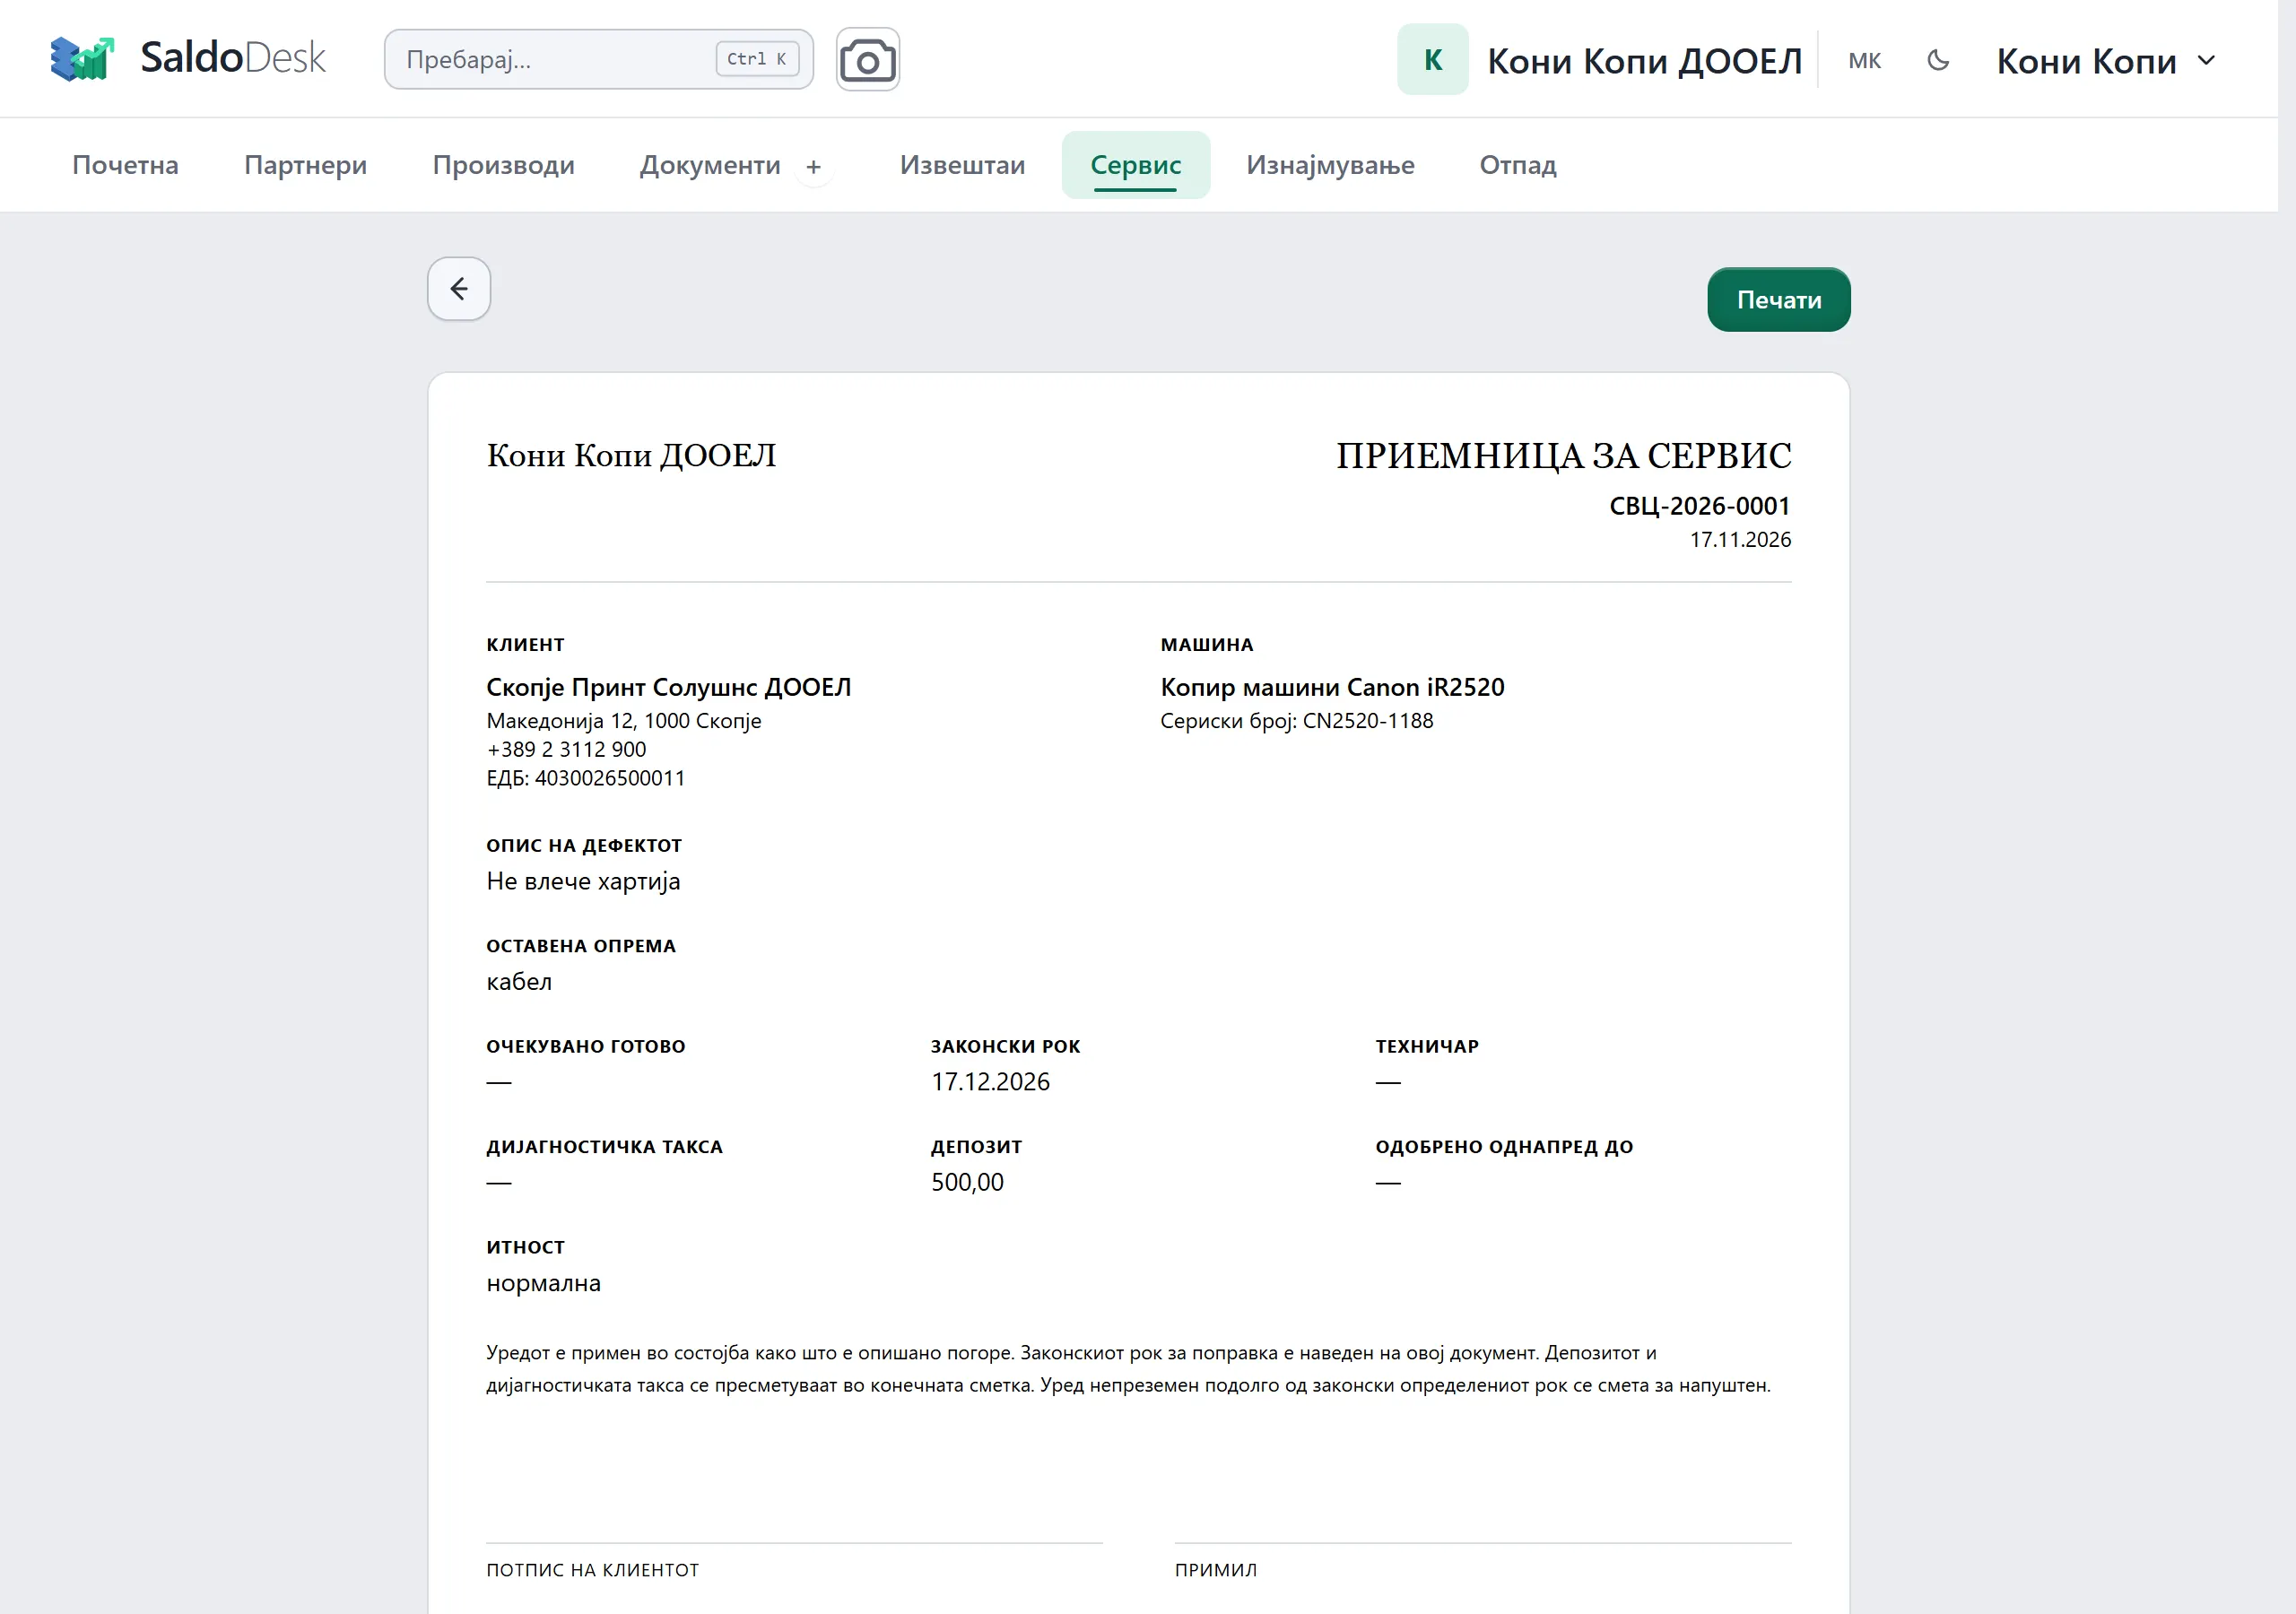 SaldoDesk
Пребарај...
Ctrl K
К
Кони Копи ДООЕЛ
МК
Кони Копи
Почетна
Партнери
Производи
Документи +
Извештаи
Сервис
Изнајмување
Отпад
Печати
Кони Копи ДООЕЛ
ПРИЕМНИЦА ЗА СЕРВИС
СВЦ-2026-0001
17.11.2026
КЛИЕНТ
Скопје Принт Солушнс ДООЕЛ
Македонија 12, 1000 Скопје
+389 2 3112 900
ЕДБ: 4030026500011
МАШИНА
Копир машини Canon iR2520
Сериски број: CN2520-1188
ОПИС НА ДЕФЕКТОТ
Не влече хартија
ОСТАВЕНА ОПРЕМА
кабел
ОЧЕКУВАНО ГОТОВО
—
ЗАКОНСКИ РОК
17.12.2026
ТЕХНИЧАР
—
ДИЈАГНОСТИЧКА ТАКСА
—
ДЕПОЗИТ
500,00
ОДОБРЕНО ОДНАПРЕД ДО
—
ИТНОСТ
нормална
Уредот е примен во состојба како што е опишано погоре. Законскиот рок за поправка е наведен на овој документ. Депозитот и
дијагностичката такса се пресметуваат во конечната сметка. Уред непреземен подолго од законски определениот рок се смета за напуштен.
ПОТПИС НА КЛИЕНТОТ
ПРИМИЛ